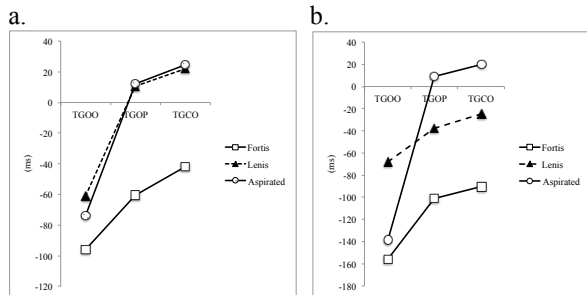 a.
40
20
0
-20
-40
-60
-80
-100
-120
(ms)
TGOO TGOP TGCO
Fortis
Lenis
Aspirated
b.
40
20
0
-20
-40
-60
-80
-100
-120
-140
-160
-180
(ms)
TGOO TGOP TGCO
Fortis
Lenis
Aspirated